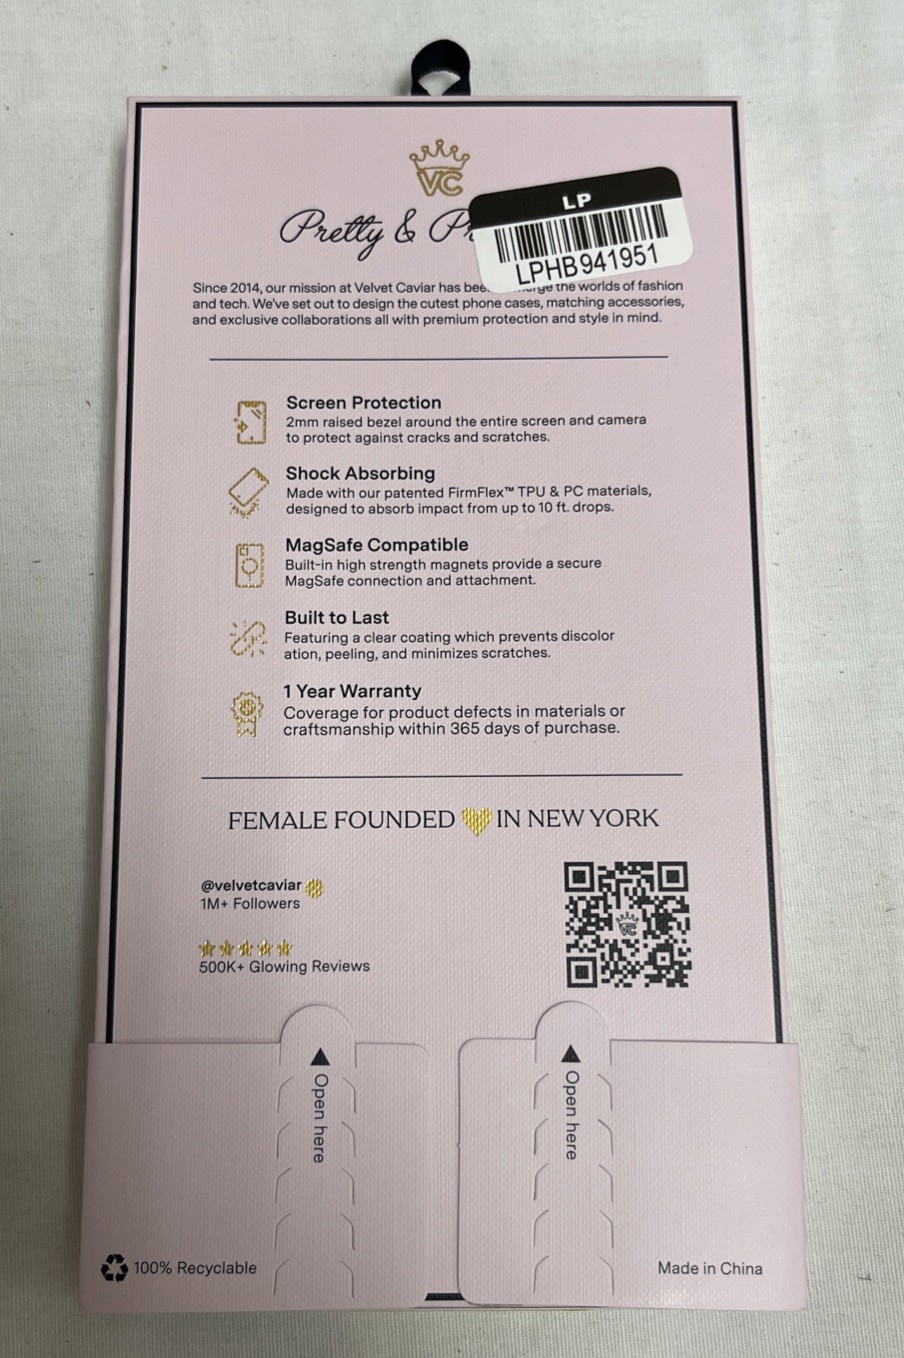 VC
LP
Pretty & P
LPHB941951
Since 2014, our mission at Velvet Caviar has the worlds of fashion
and tech. We've set out to design the cutest phone cases, matching accessories,
and exclusive collaborations all with premium protection and style in mind.
Screen Protection
2mm raised bezel around the entire screen and camera
to protect against cracks and scratches.
Shock Absorbing
Made with our patented FirmFlex™ TPU & PC materials,
designed to absorb impact from up to 10 ft. drops.
MagSafe Compatible
Built-in high strength magnets provide a secure
MagSafe connection and attachment.
Built to Last
Featuring a clear coating which prevents discolor
ation, peeling, and minimizes scratches.
1 Year Warranty
Coverage for product defects in materials or
craftsmanship within 365 days of purchase.
FEMALE FOUNDED IN NEW YORK
@velvetcaviar
1M+ Followers
500K+ Glowing Reviews
VC
Open here
Open here
100% Recyclable
Made in China